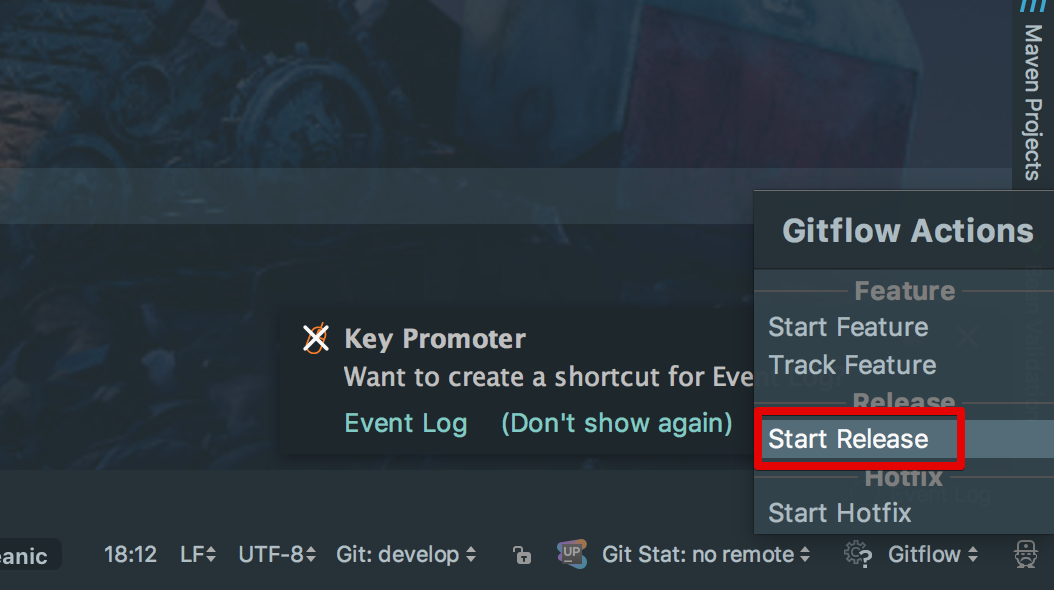 Maven Projects
Gitflow Actions
Feature
Start Feature
Track Feature
Release
Start Release
Hotfix
Start Hotfix
Key Promoter
Want to create a shortcut for Eve
Event Log (Don't show again)
eanic 18:12 LF UTF-8 Git: develop UP Git Stat: no remote Gitflow